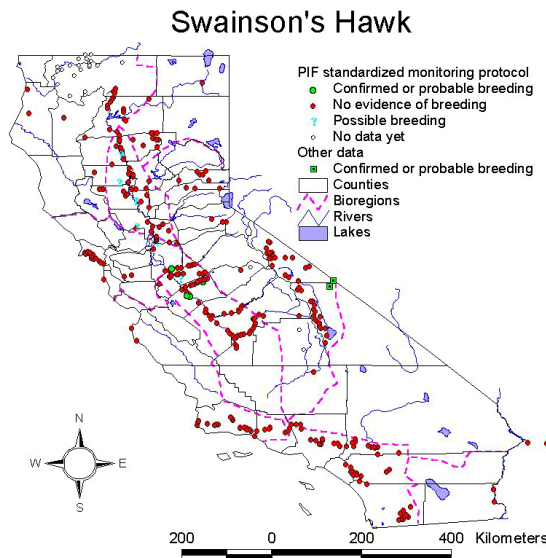 Swainson's Hawk
PIF standardized monitoring protocol
Confirmed or probable breeding
No evidence of breeding
? Possible breeding
No data yet
Other data
Confirmed or probable breeding
Counties
Bioregions
Rivers
Lakes
?
?
?
?
N
W E
S
200 0 200 400 Kilometers